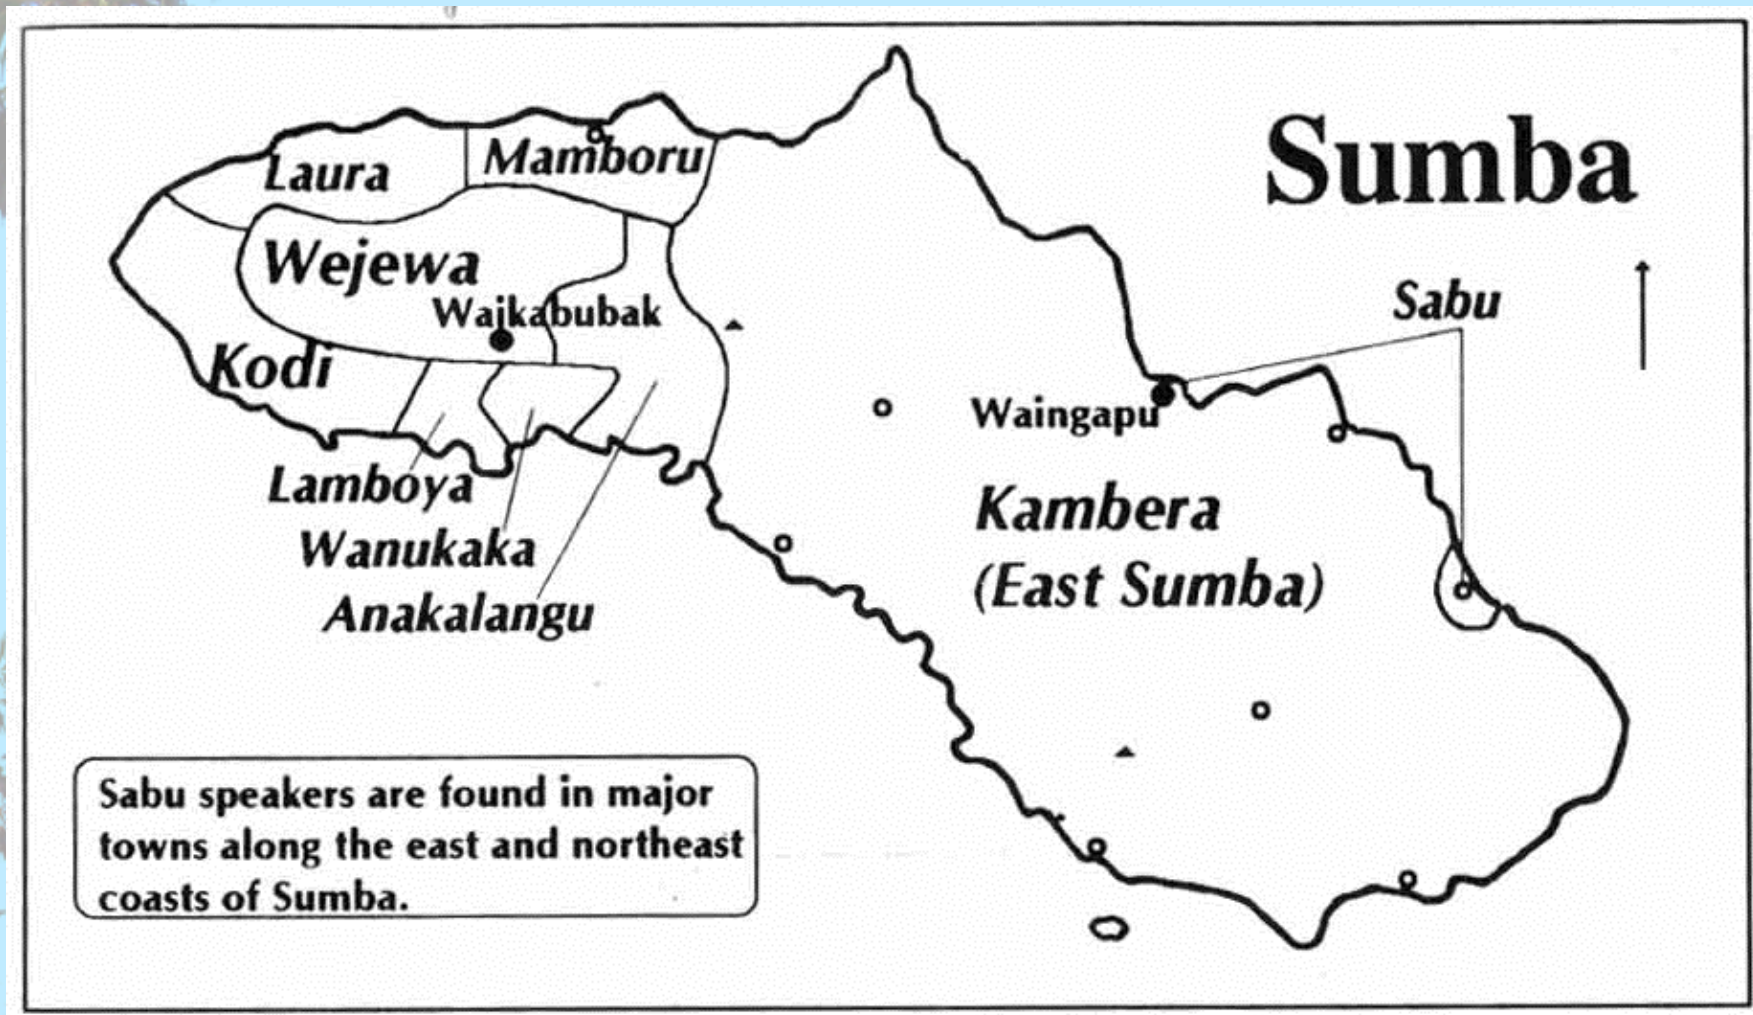 Sumba
Laura
Mamboru
Wejewa
Waikabubak
Kodi
Sabu
Waingapu
Lamboya
Wanukaka
Anakalangu
Kambera
(East Sumba)
Sabu speakers are found in major
towns along the east and northeast
coasts of Sumba.